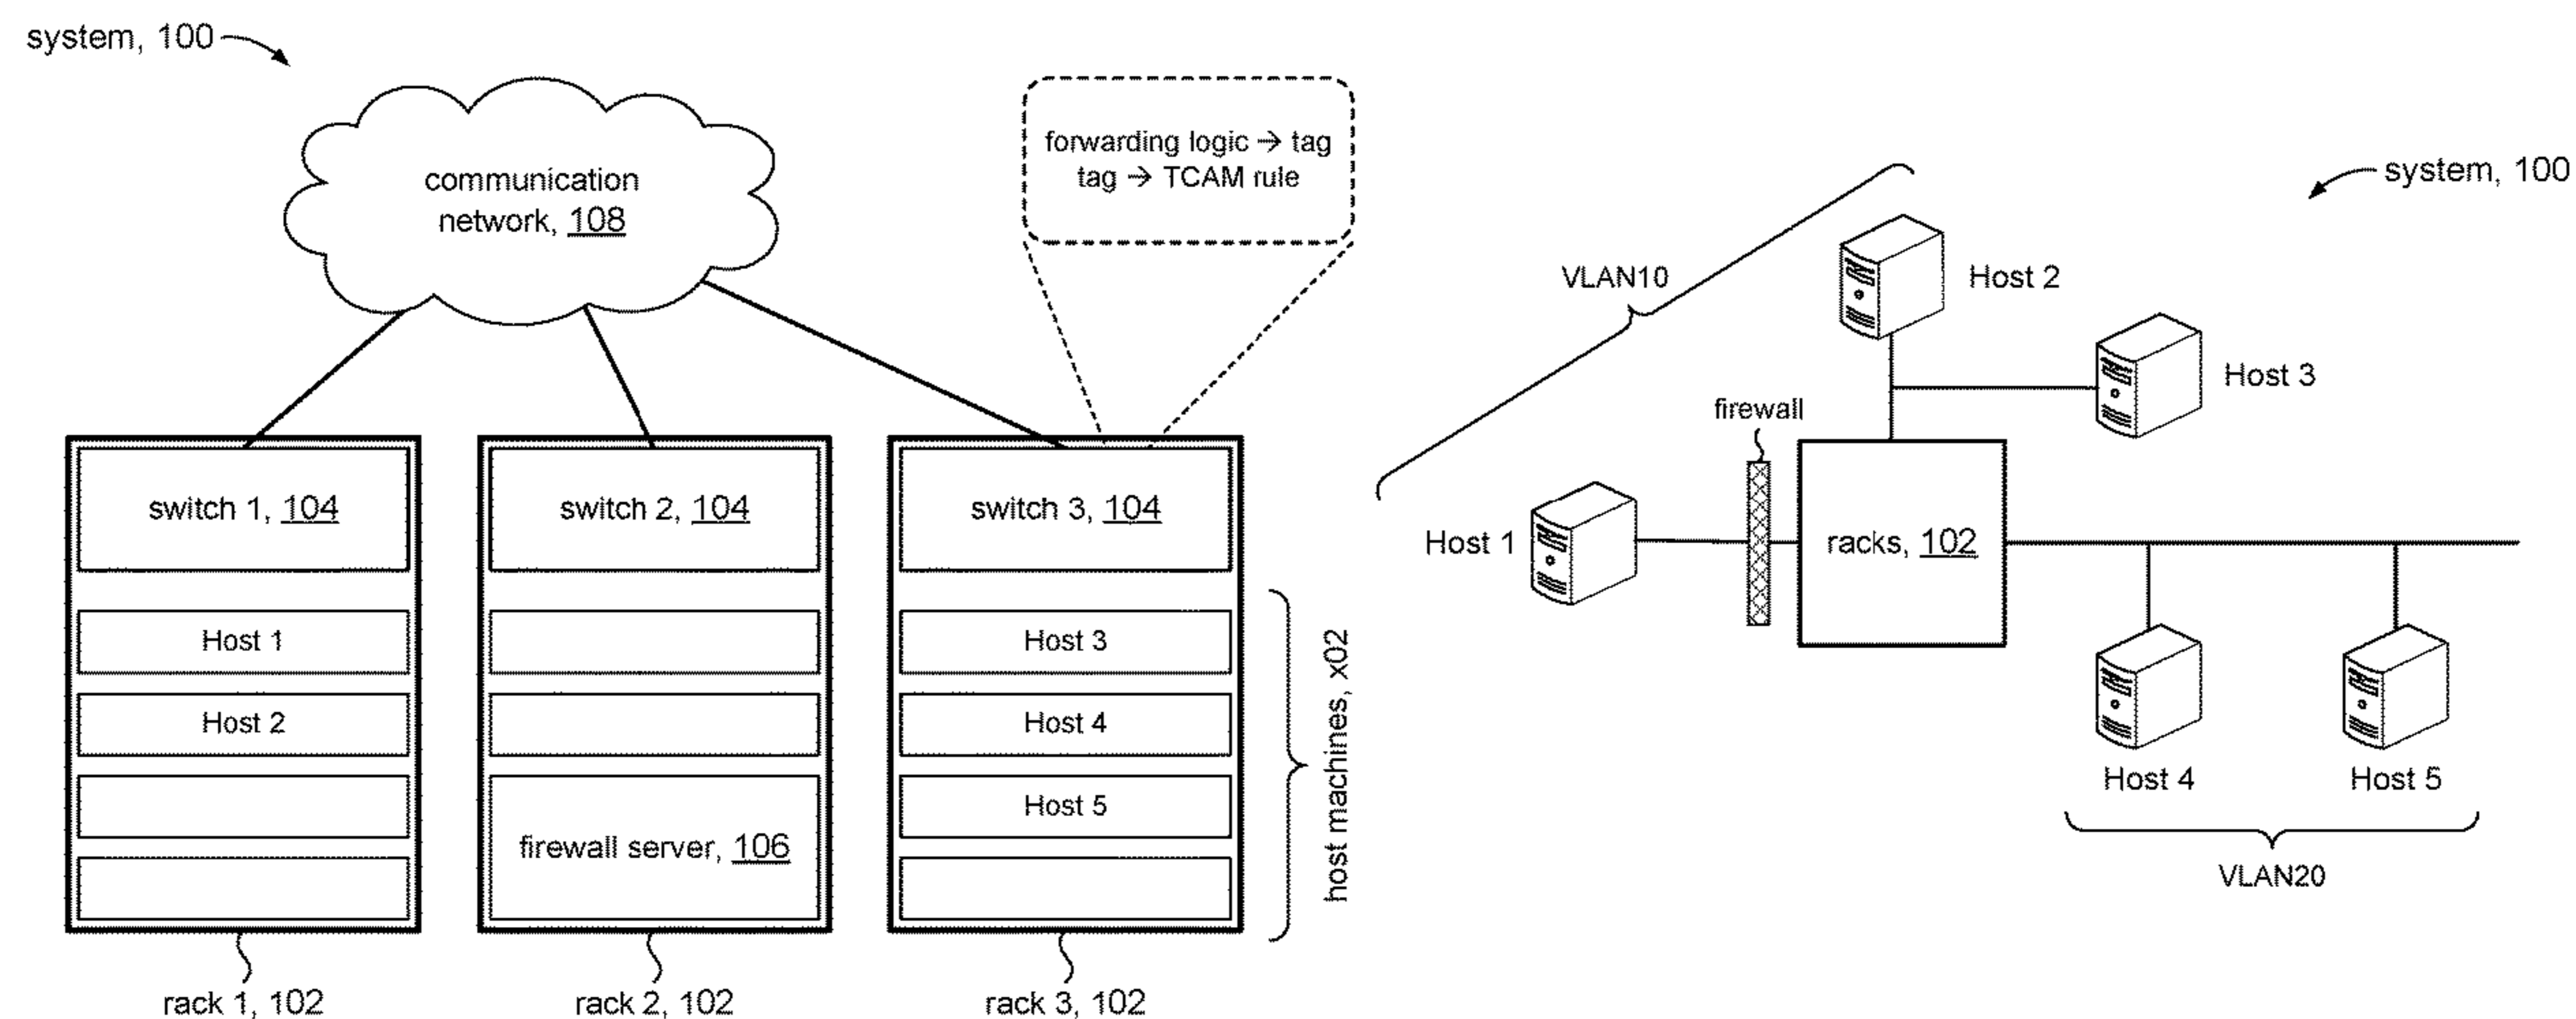 system, 100
communication
network, 108
forwarding logic → tag
tag → TCAM rule
switch 1, 104
switch 2, 104
switch 3, 104
Host 1
Host 2
firewall server, 106
Host 3
Host 4
Host 5
host machines, x02
rack 1, 102
rack 2, 102
rack 3, 102
system, 100
VLAN10
Host 2
Host 3
firewall
Host 1
racks, 102
Host 4
Host 5
VLAN20